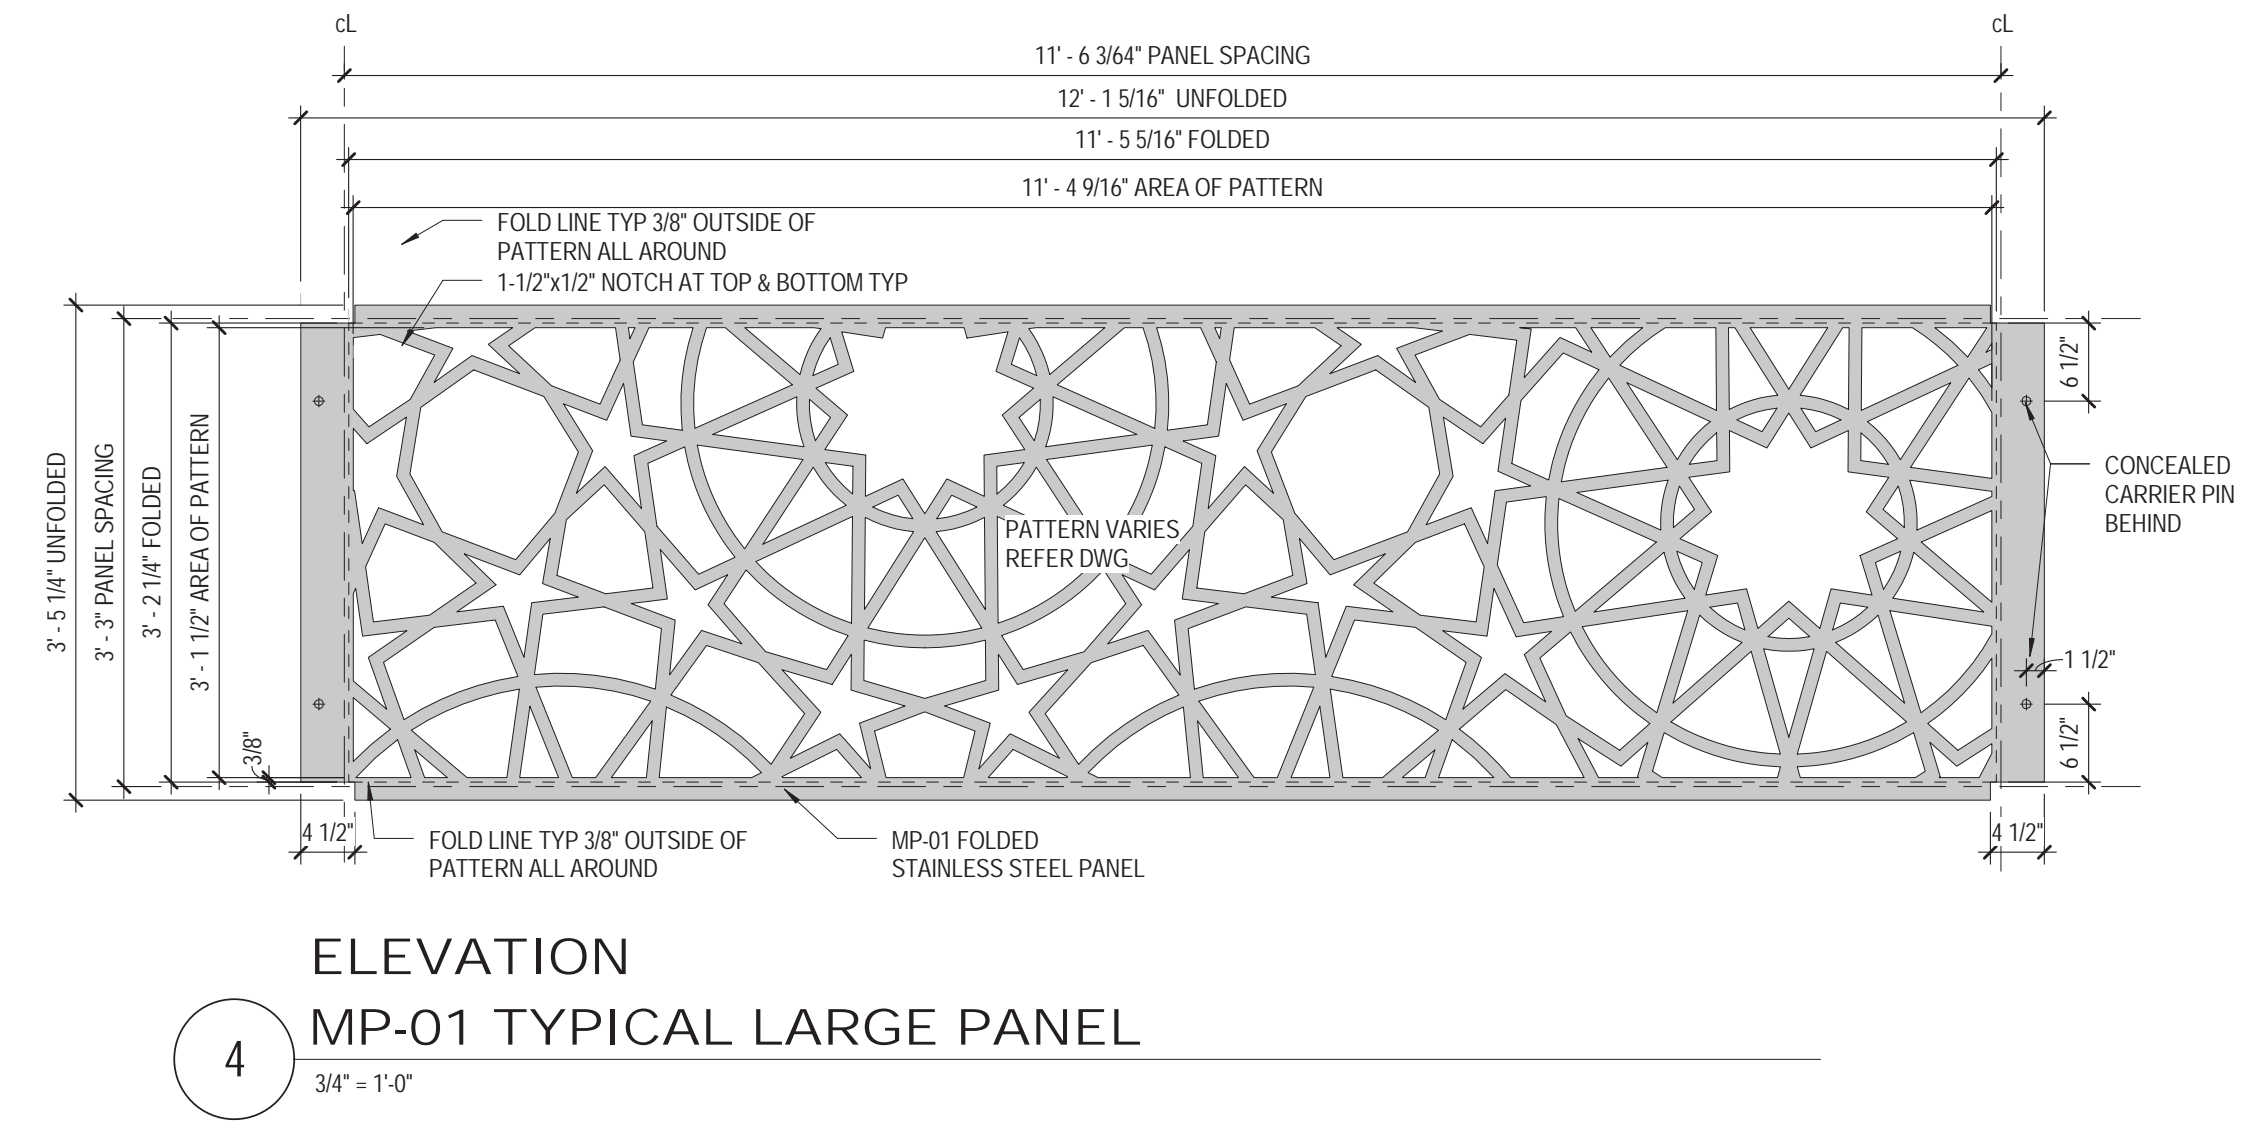 cL
cL
11' - 6 3/64" PANEL SPACING
12' - 1 5/16" UNFOLDED
11' - 5 5/16" FOLDED
11' - 4 9/16" AREA OF PATTERN
FOLD LINE TYP 3/8" OUTSIDE OF
PATTERN ALL AROUND
1-1/2"x1/2" NOTCH AT TOP & BOTTOM TYP
3' - 5 1/4" UNFOLDED
3' - 3" PANEL SPACING
3' - 2 1/4" FOLDED
3' - 1 1/2" AREA OF PATTERN
3/8"
PATTERN VARIES
REFER DWG
6 1/2"
CONCEALED
CARRIER PIN
BEHIND
1 1/2"
6 1/2"
4 1/2"
4 1/2"
FOLD LINE TYP 3/8" OUTSIDE OF
PATTERN ALL AROUND
MP-01 FOLDED
STAINLESS STEEL PANEL
ELEVATION
MP-01 TYPICAL LARGE PANEL
4
3/4" = 1'-0"